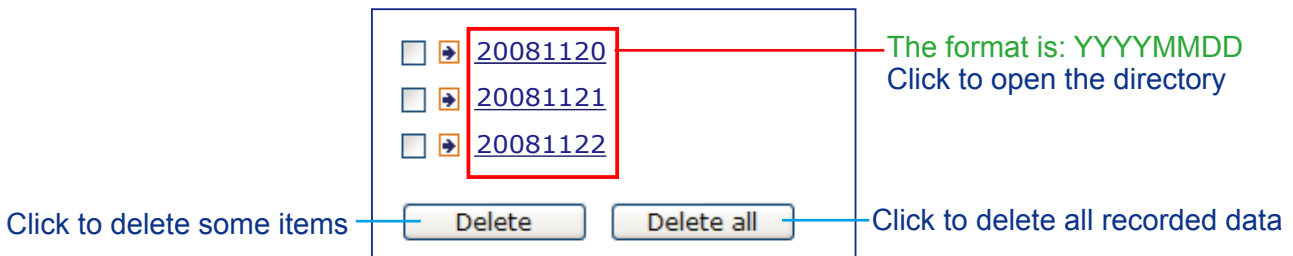 20081120
The format is: YYYYMMDD
Click to open the directory
20081121
20081122
Click to delete some items
Delete
Delete all
Click to delete all recorded data